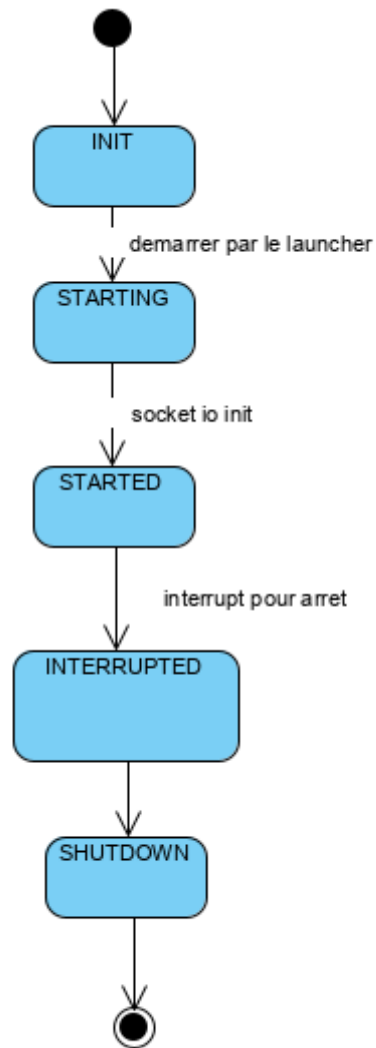 INIT
demarrer par le launcher
STARTING
socket io init
STARTED
interrupt pour arret
INTERRUPTED
SHUTDOWN